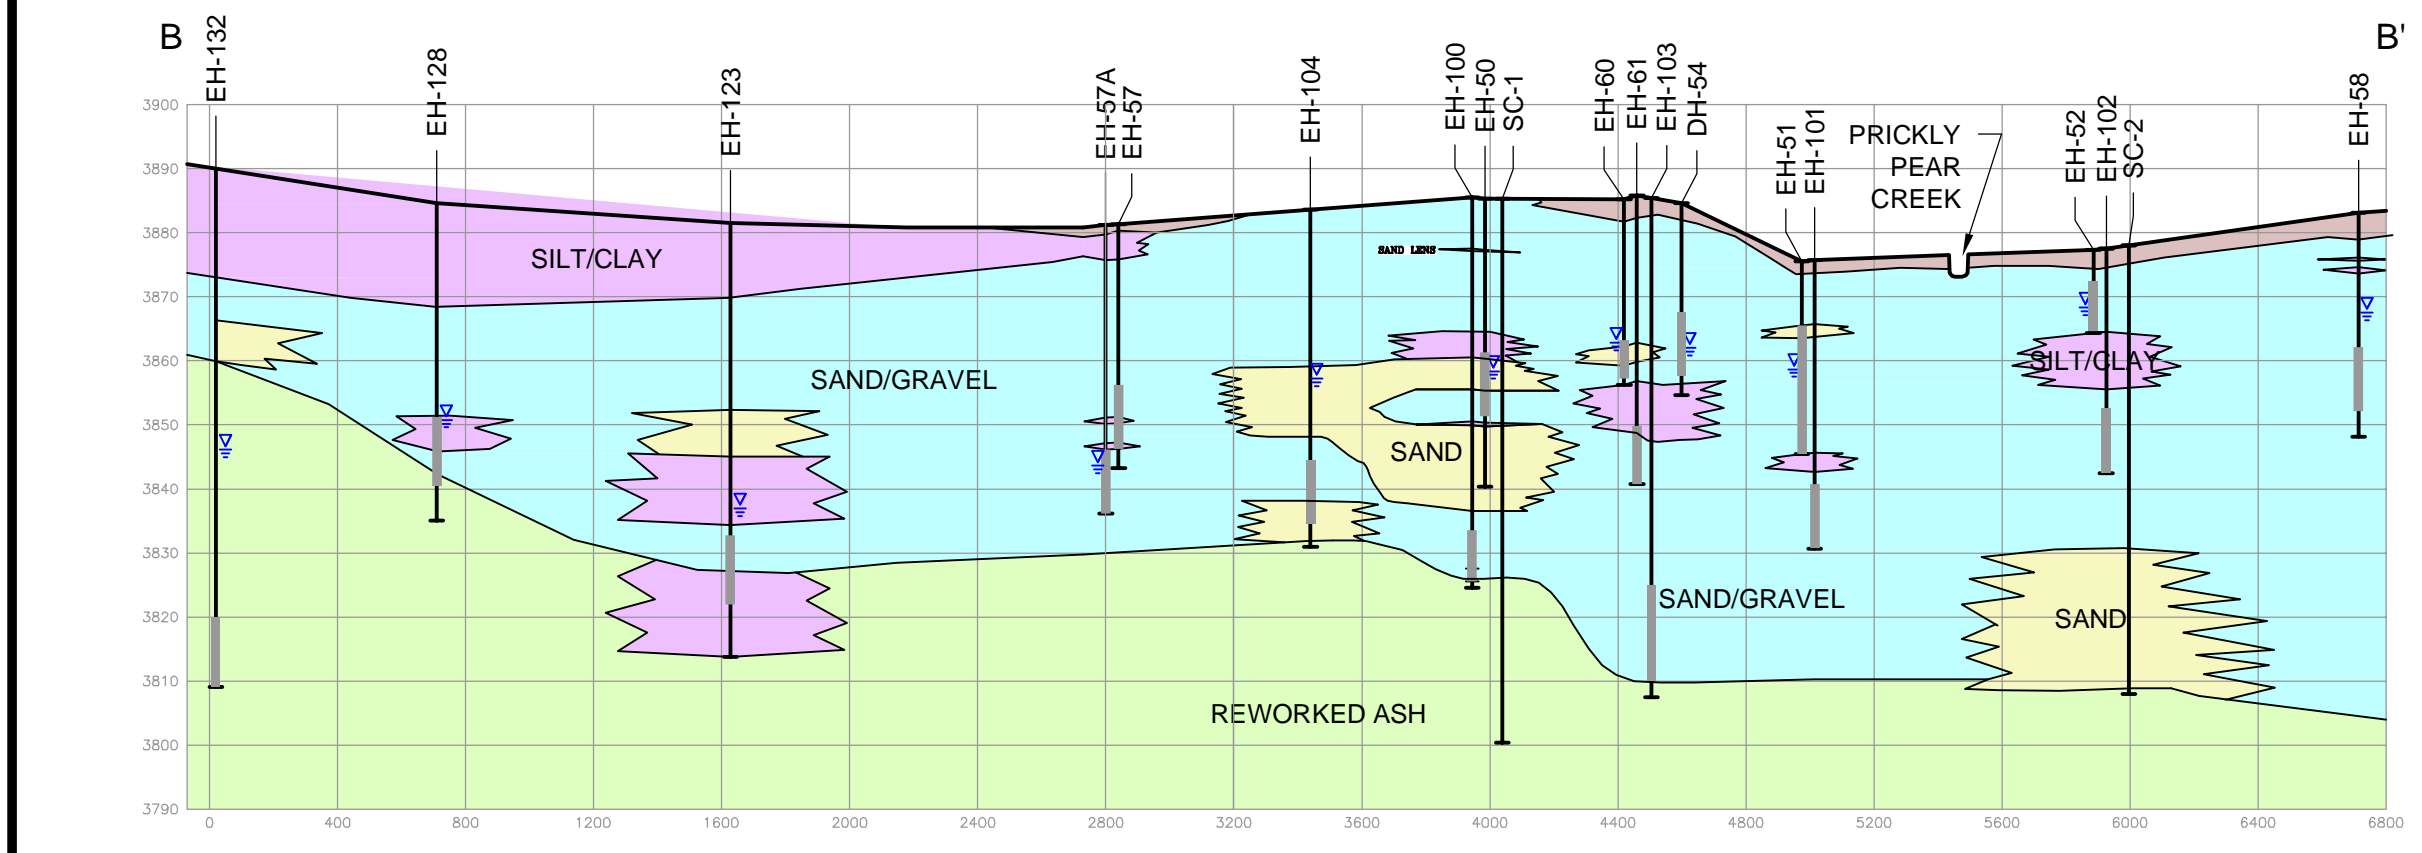 B
B'
EH-132
EH-128
EH-123
EH-57A
EH-57
EH-104
EH-100
EH-50
SC-1
EH-60
EH-61
EH-103
DH-54
EH-51
EH-101
PRICKLY
PEAR
CREEK
EH-52
EH-102
SC-2
EH-58
3900
3890
3880
3870
3860
3850
3840
3830
3820
3810
3800
3790
SILT/CLAY
SAND LENS
SAND/GRAVEL
SILT/CLAY
SAND
SAND/GRAVEL
SAND
REWORKED ASH
0 400 800 1200 1600 2000 2400 2800 3200 3600 4000 4400 4800 5200 5600 6000 6400 6800